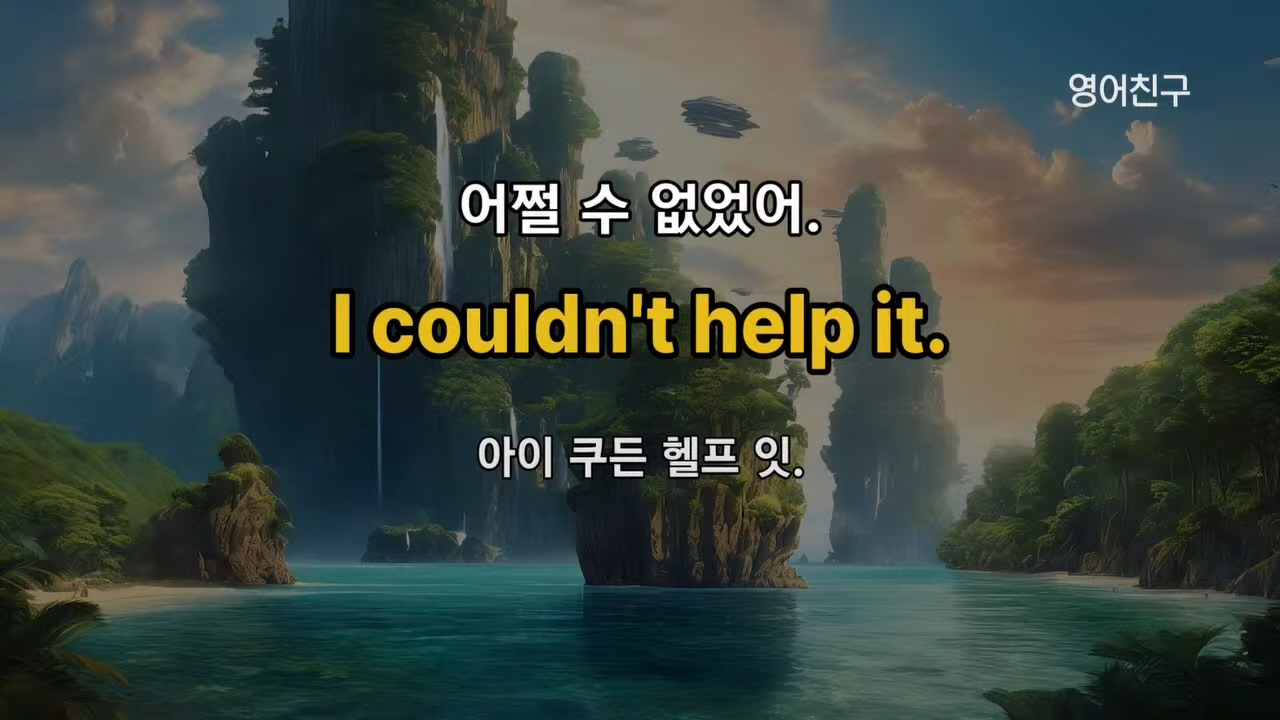 영어친구
어쩔 수 없었어.
I couldn't help it.
아이 쿠든 헬프 잇.